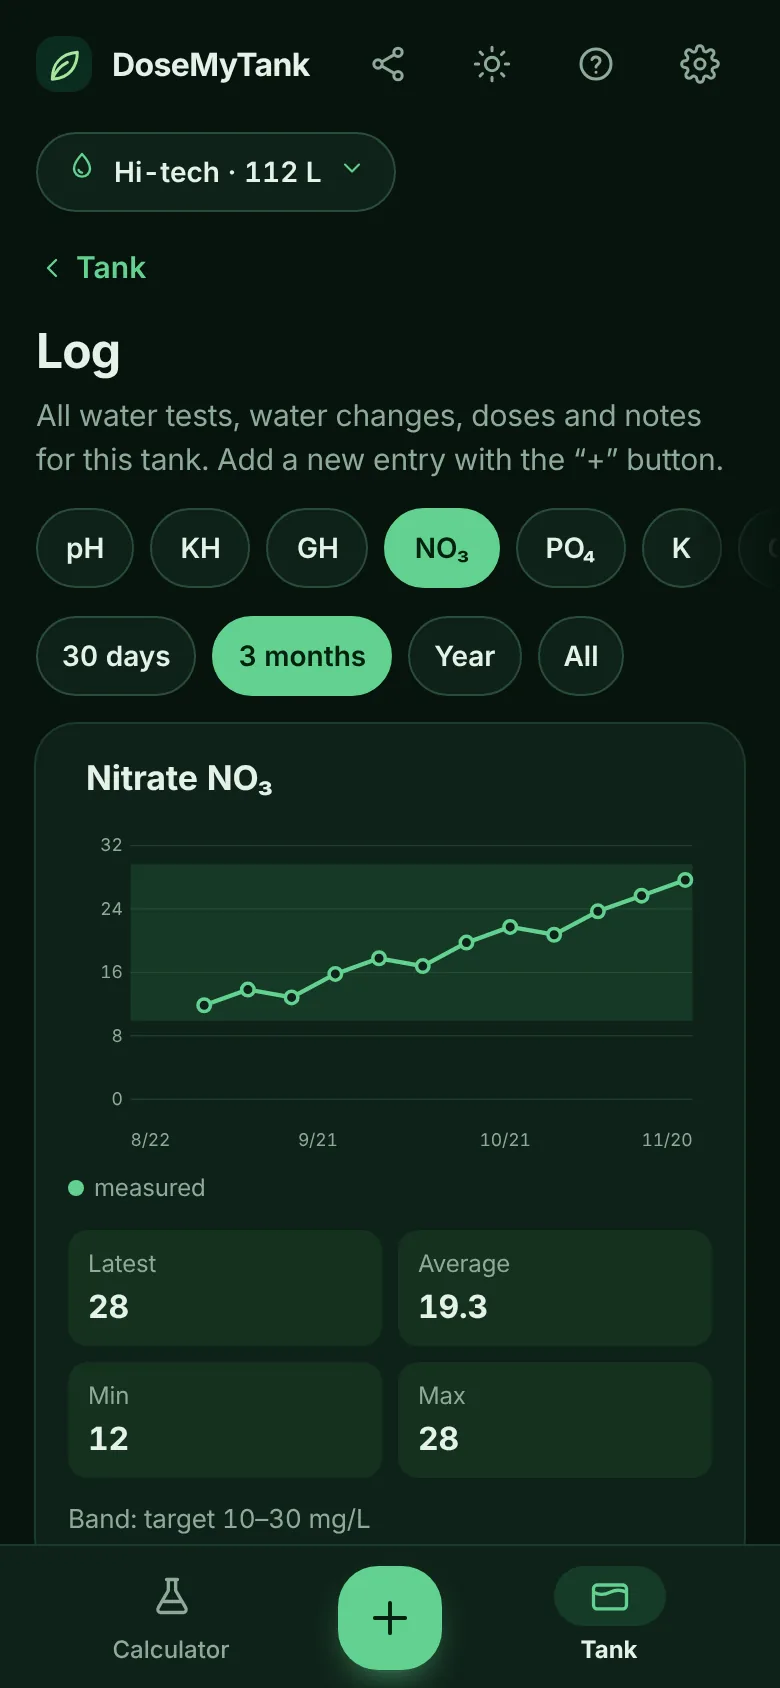 DoseMyTank
Hi-tech · 112 L
Tank
Log
All water tests, water changes, doses and notes
for this tank. Add a new entry with the “+” button.
pH KH GH NO₃ PO₄ K
30 days 3 months Year All
Nitrate NO₃
32
24
16
8
0
8/22 9/21 10/21 11/20
measured
Latest Average
28 19.3
Min Max
12 28
Band: target 10–30 mg/L
Calculator Tank